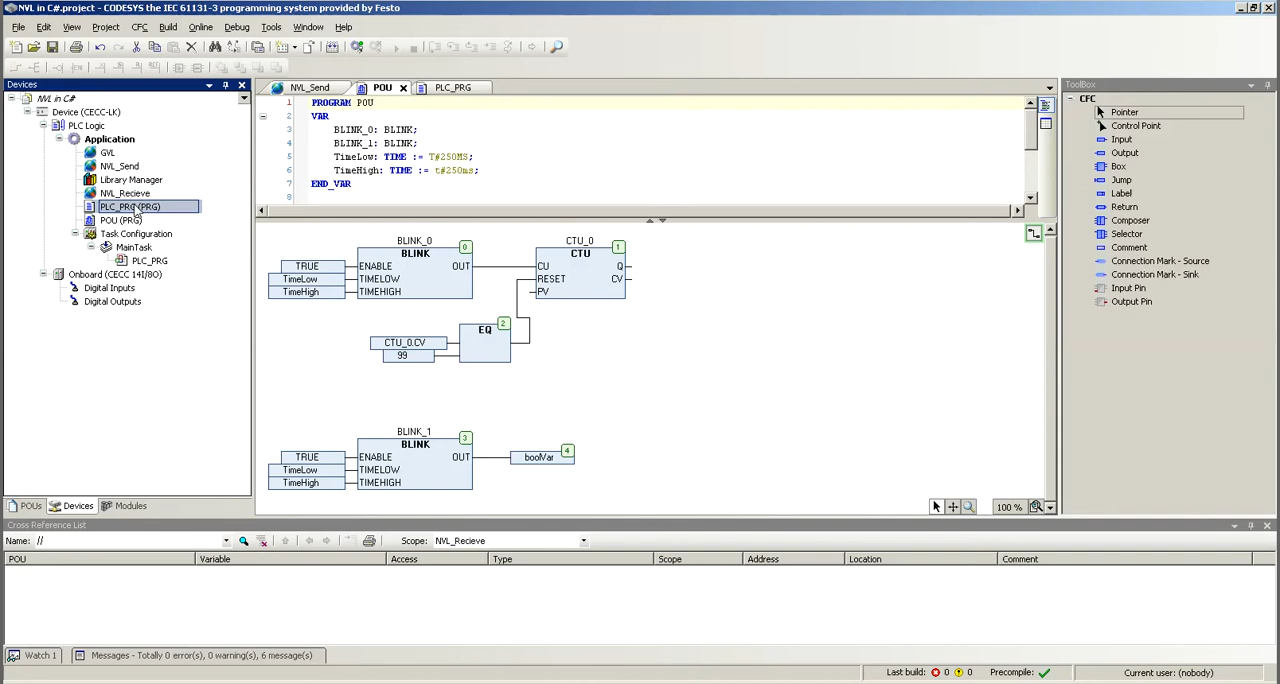 NVL in C#.project - CODESYS the IEC 61131-3 programming system provided by Festo
File Edit View Project CFC Build Online Debug Tools Window Help
Devices
NVL in C#
Device (CECC-LK)
PLC Logic
Application
GVL
NVL_Send
Library Manager
NVL_Recieve
PLC_PRG (PRG)
POU (PRG)
Task Configuration
MainTask
PLC_PRG
Onboard (CECC 14I/8O)
Digital Inputs
Digital Outputs
POUs Devices Modules
NVL_Send POU PLC_PRG
1 PROGRAM POU
2 VAR
3 BLINK_0: BLINK;
4 BLINK_1: BLINK;
5 TimeLow: TIME := T#250MS;
6 TimeHigh: TIME := t#250ms;
7 END_VAR
8
BLINK_0 CTU_0
BLINK 0 CTU 1
TRUE ENABLE OUT CU Q
TimeLow TIMELOW RESET CV
TimeHigh TIMEHIGH PV
EQ 2
CTU_0.CV
99
BLINK_1
BLINK 3
TRUE ENABLE OUT boolVar 4
TimeLow TIMELOW
TimeHigh TIMEHIGH
100 %
ToolBox
CFC
Pointer
Control Point
Input
Output
Box
Jump
Label
Return
Composer
Selector
Comment
Connection Mark - Source
Connection Mark - Sink
Input Pin
Output Pin
Cross Reference List
Name: // Scope: NVL_Recieve
POU Variable Access Type Scope Address Location Comment
Watch 1 Messages - Totally 0 error(s), 0 warning(s), 6 message(s)
Last build: 0 0 Precompile: Current user: (nobody)